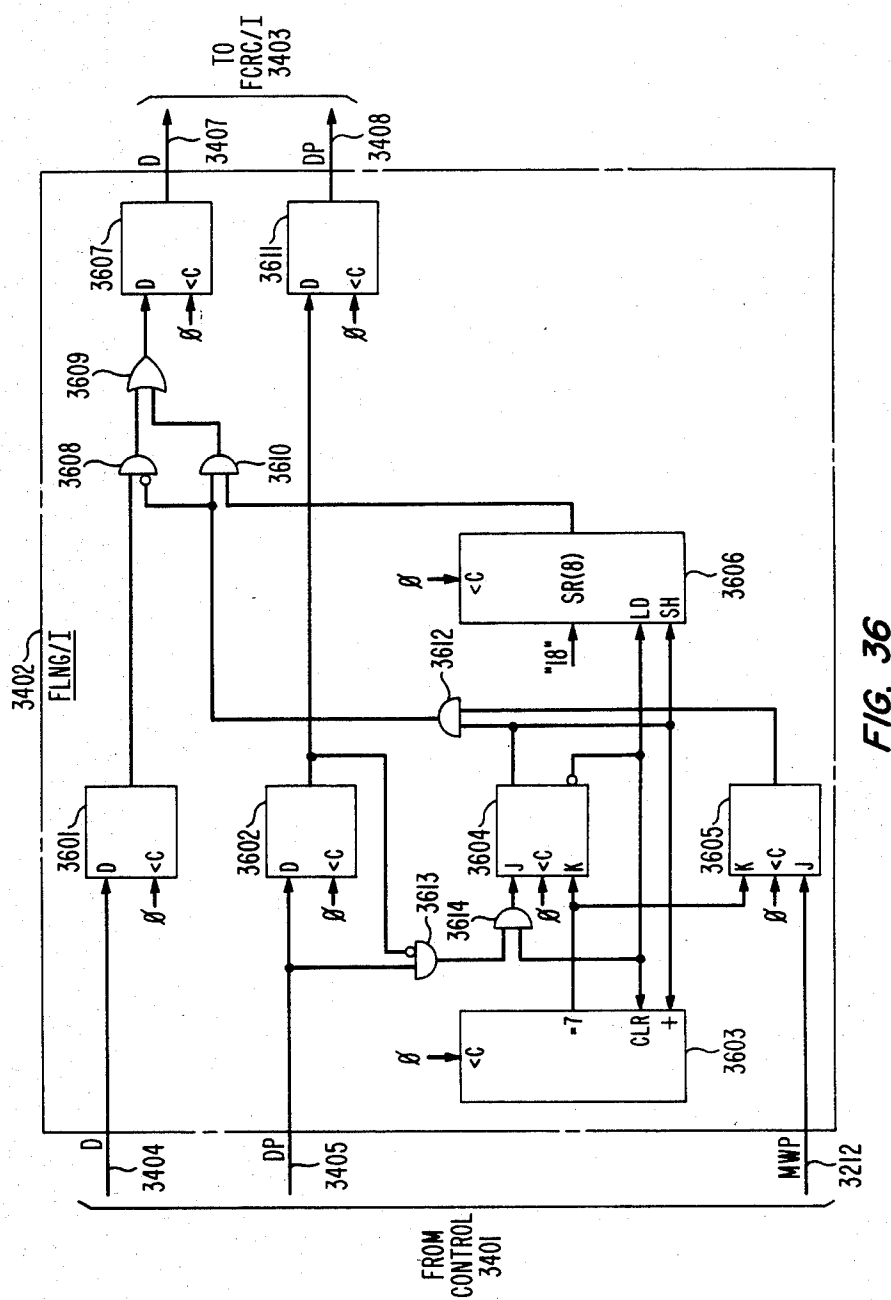 3402
FLNG/I
FROM
CONTROL
3401
D
3404
DP
3405
MWP
3212
3601
D
<C
Ø
3602
D
<C
Ø
3613
3614
3604
J
<C
K
Ø
3603
<C
Ø
=7
CLR
+
3605
K
<C
J
Ø
3612
3606
<C
Ø
SR(8)
"18"
LD
SH
3608
3609
3610
3607
D
<C
Ø
3611
D
<C
Ø
D
3407
DP
3408
TO
FCRC/I
3403
FIG. 36